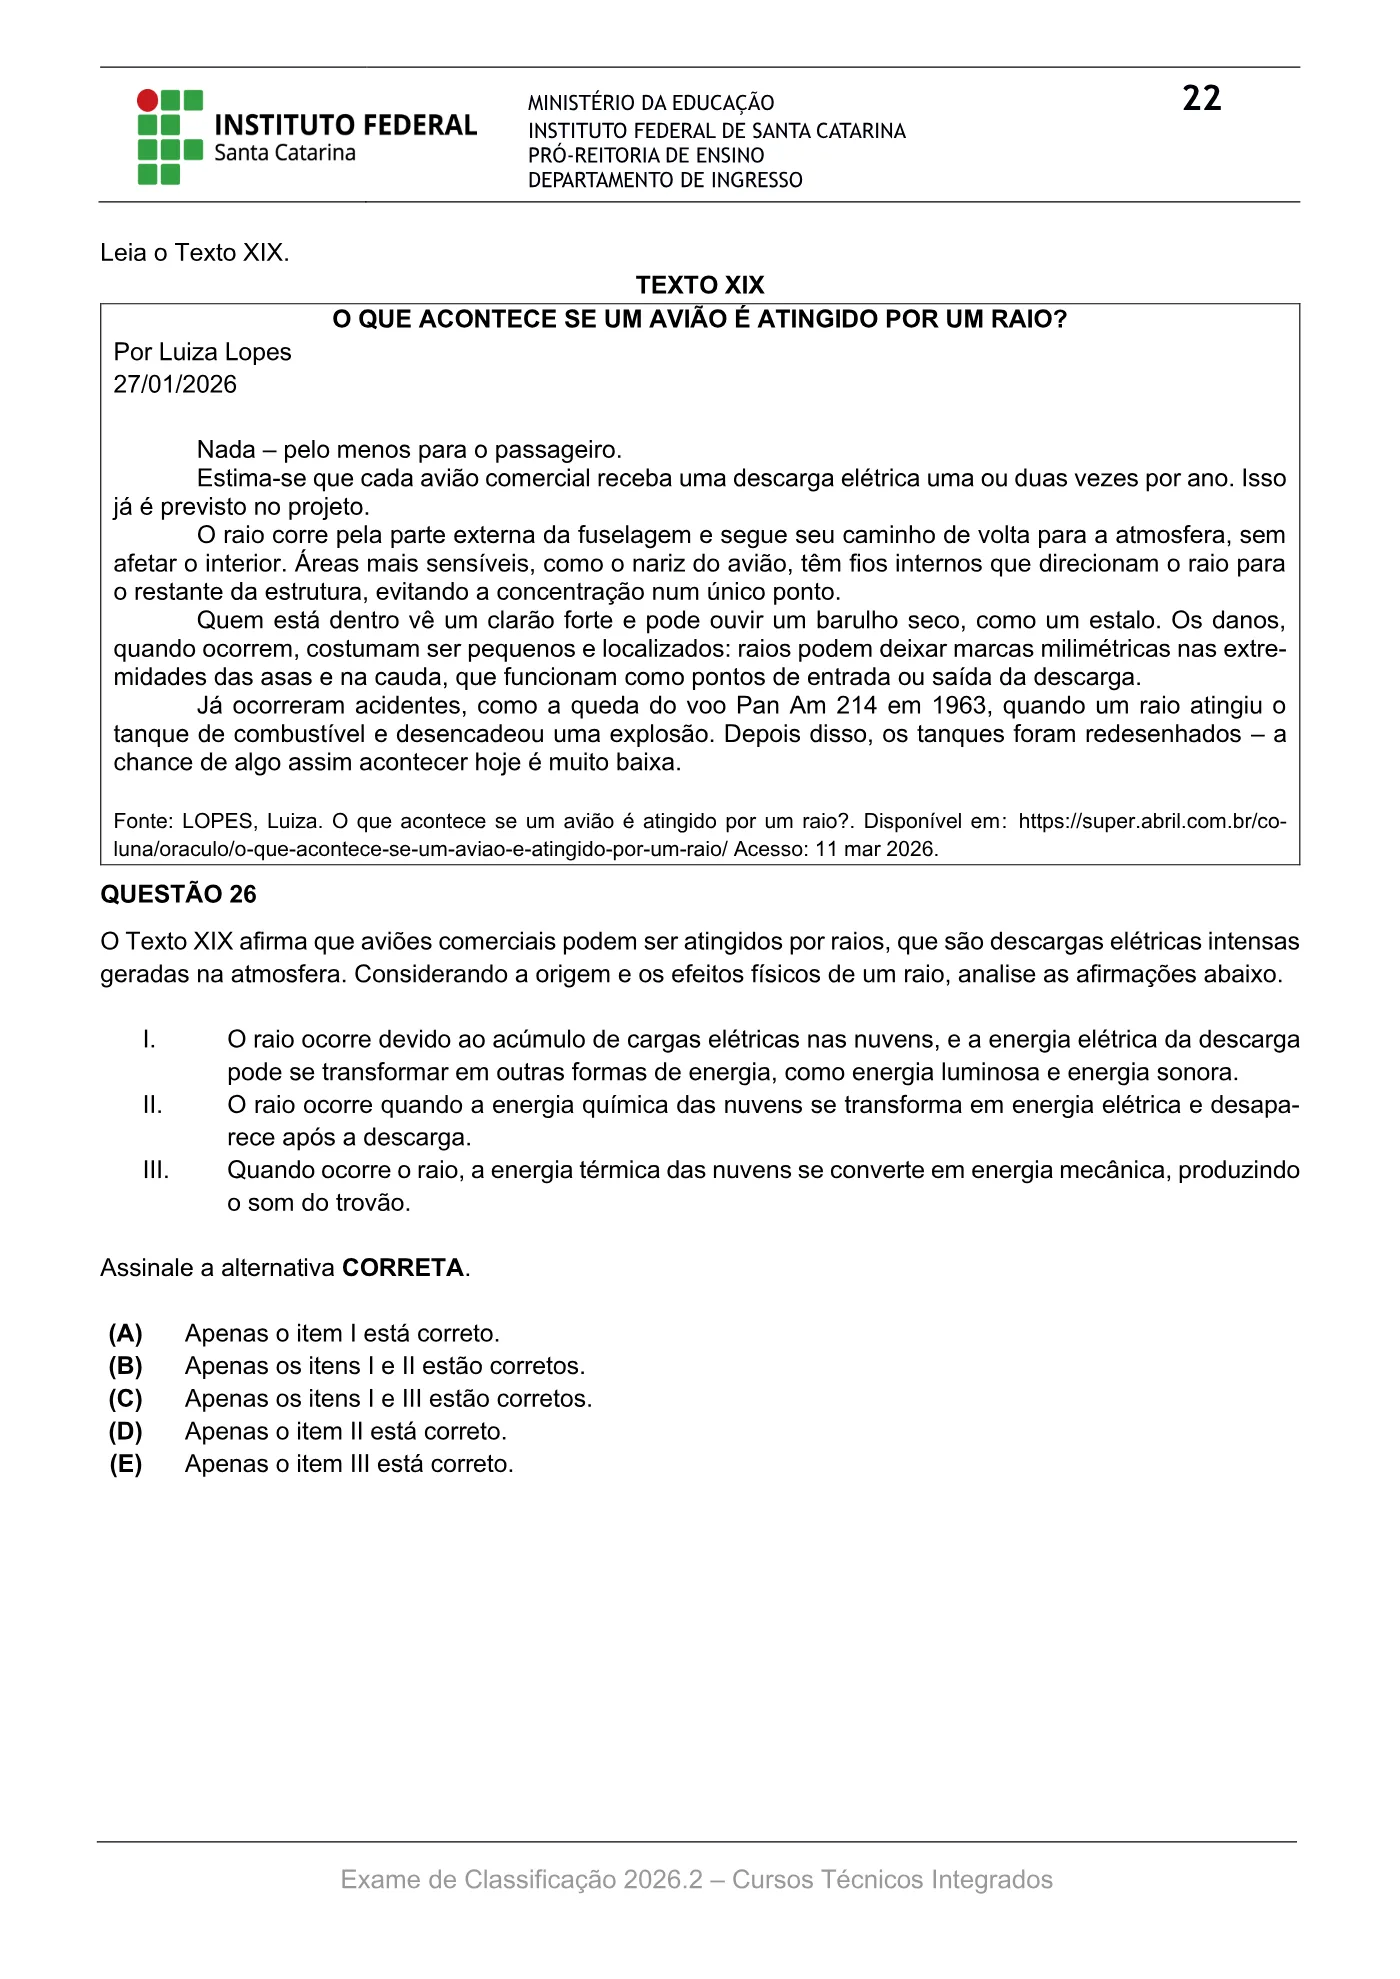 INSTITUTO FEDERAL
Santa Catarina
MINISTÉRIO DA EDUCAÇÃO
INSTITUTO FEDERAL DE SANTA CATARINA
PRÓ-REITORIA DE ENSINO
DEPARTAMENTO DE INGRESSO
22
Leia o Texto XIX.
TEXTO XIX
O QUE ACONTECE SE UM AVIÃO É ATINGIDO POR UM RAIO?
Por Luiza Lopes
27/01/2026
Nada – pelo menos para o passageiro.
Estima-se que cada avião comercial receba uma descarga elétrica uma ou duas vezes por ano. Isso
já é previsto no projeto.
O raio corre pela parte externa da fuselagem e segue seu caminho de volta para a atmosfera, sem
afetar o interior. Áreas mais sensíveis, como o nariz do avião, têm fios internos que direcionam o raio para
o restante da estrutura, evitando a concentração num único ponto.
Quem está dentro vê um clarão forte e pode ouvir um barulho seco, como um estalo. Os danos,
quando ocorrem, costumam ser pequenos e localizados: raios podem deixar marcas milimétricas nas extre-
midades das asas e na cauda, que funcionam como pontos de entrada ou saída da descarga.
Já ocorreram acidentes, como a queda do voo Pan Am 214 em 1963, quando um raio atingiu o
tanque de combustível e desencadeou uma explosão. Depois disso, os tanques foram redesenhados – a
chance de algo assim acontecer hoje é muito baixa.
Fonte: LOPES, Luiza. O que acontece se um avião é atingido por um raio?. Disponível em: https://super.abril.com.br/co-
luna/oraculo/o-que-acontece-se-um-aviao-e-atingido-por-um-raio/ Acesso: 11 mar 2026.
QUESTÃO 26
O Texto XIX afirma que aviões comerciais podem ser atingidos por raios, que são descargas elétricas intensas
geradas na atmosfera. Considerando a origem e os efeitos físicos de um raio, analise as afirmações abaixo.
I. O raio ocorre devido ao acúmulo de cargas elétricas nas nuvens, e a energia elétrica da descarga
pode se transformar em outras formas de energia, como energia luminosa e energia sonora.
II. O raio ocorre quando a energia química das nuvens se transforma em energia elétrica e desapa-
rece após a descarga.
III. Quando ocorre o raio, a energia térmica das nuvens se converte em energia mecânica, produzindo
o som do trovão.
Assinale a alternativa CORRETA.
(A) Apenas o item I está correto.
(B) Apenas os itens I e II estão corretos.
(C) Apenas os itens I e III estão corretos.
(D) Apenas o item II está correto.
(E) Apenas o item III está correto.
Exame de Classificação 2026.2 – Cursos Técnicos Integrados